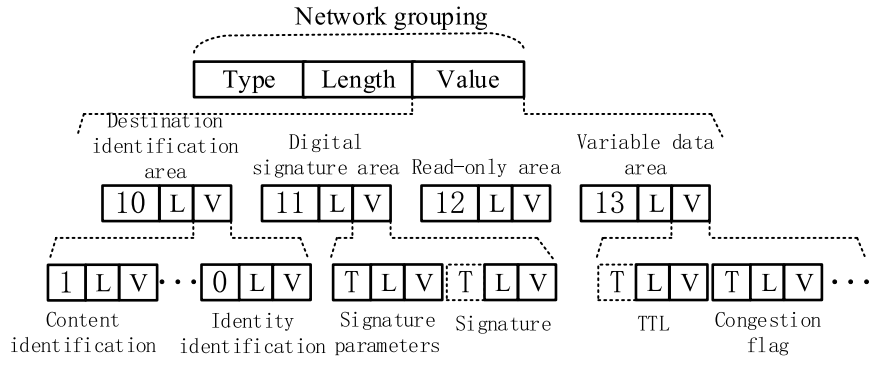 Network grouping
Type Length Value
Destination
identification
area
Digital
signature area
Read-only area
Variable data
area
10 L V 11 L V 12 L V 13 L V
1 L V ··· 0 L V T L V T L V T L V T L V ···
Content
identification
Identity
identification
Signature
parameters
Signature
TTL
Congestion
flag